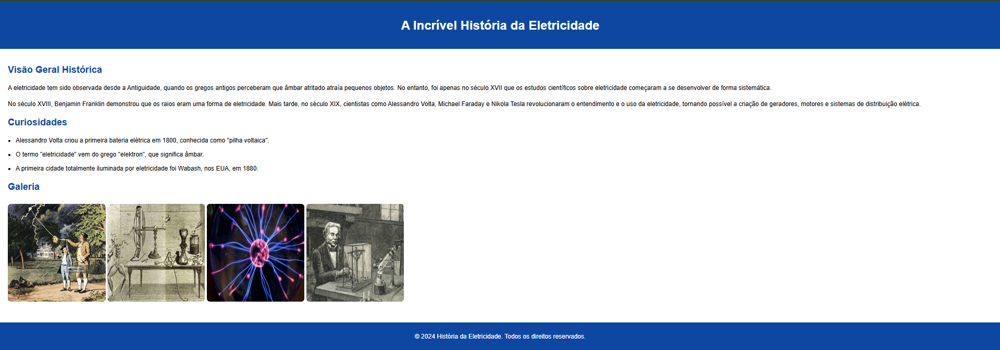 A Incrível História da Eletricidade
Visão Geral Histórica
A eletricidade tem sido observada desde a Antiguidade, quando os gregos antigos perceberam que âmbar atritado atraía pequenos objetos. No entanto, foi apenas no século XVII que os estudos científicos sobre eletricidade começaram a se desenvolver de forma sistemática.
No século XVIII, Benjamin Franklin demonstrou que os raios eram uma forma de eletricidade. Mais tarde, no século XIX, cientistas como Alessandro Volta, Michael Faraday e Nikola Tesla revolucionaram o entendimento e o uso da eletricidade, tornando possível a criação de geradores, motores e sistemas de distribuição elétrica.
Curiosidades
• Alessandro Volta criou a primeira bateria elétrica em 1800, conhecida como "pilha voltaica".
• O termo "eletricidade" vem do grego "elektron", que significa âmbar.
• A primeira cidade totalmente iluminada por eletricidade foi Wabash, nos EUA, em 1880.
Galeria
© 2024 História da Eletricidade. Todos os direitos reservados.